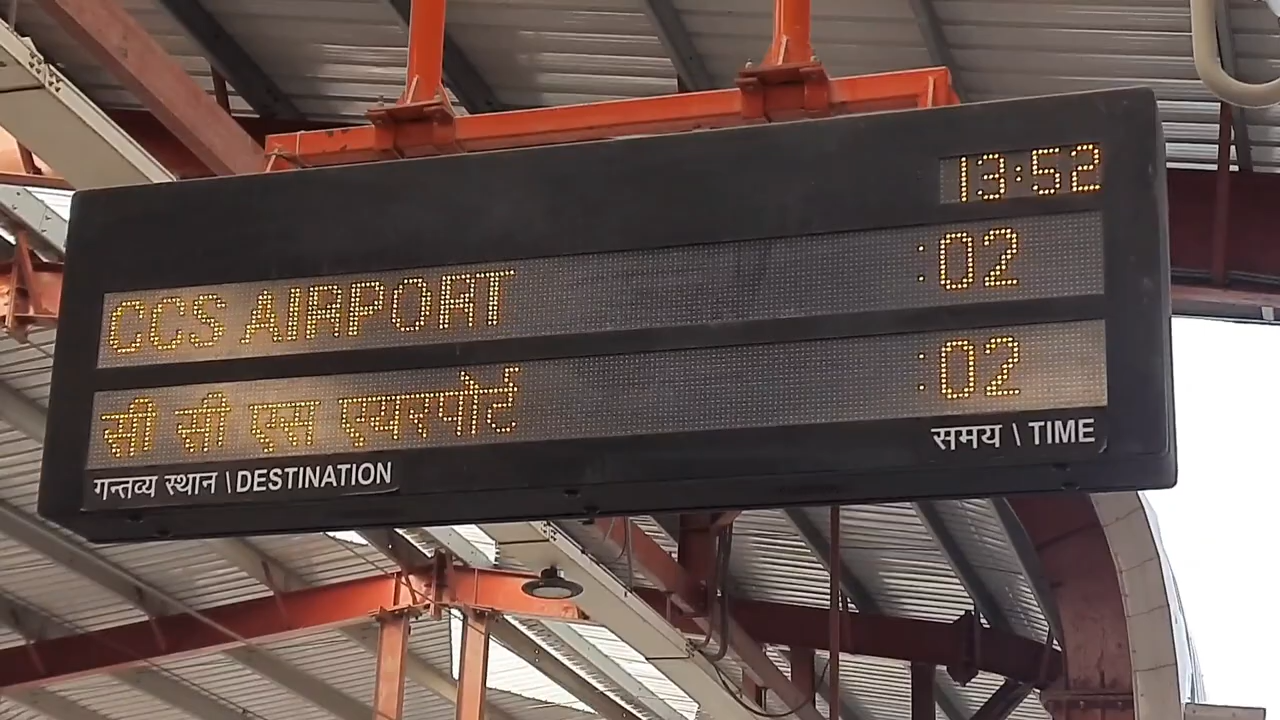 13:52
CCS AIRPORT :02
सी सी एस एयरपोर्ट :02
गन्तव्य स्थान \ DESTINATION समय \ TIME